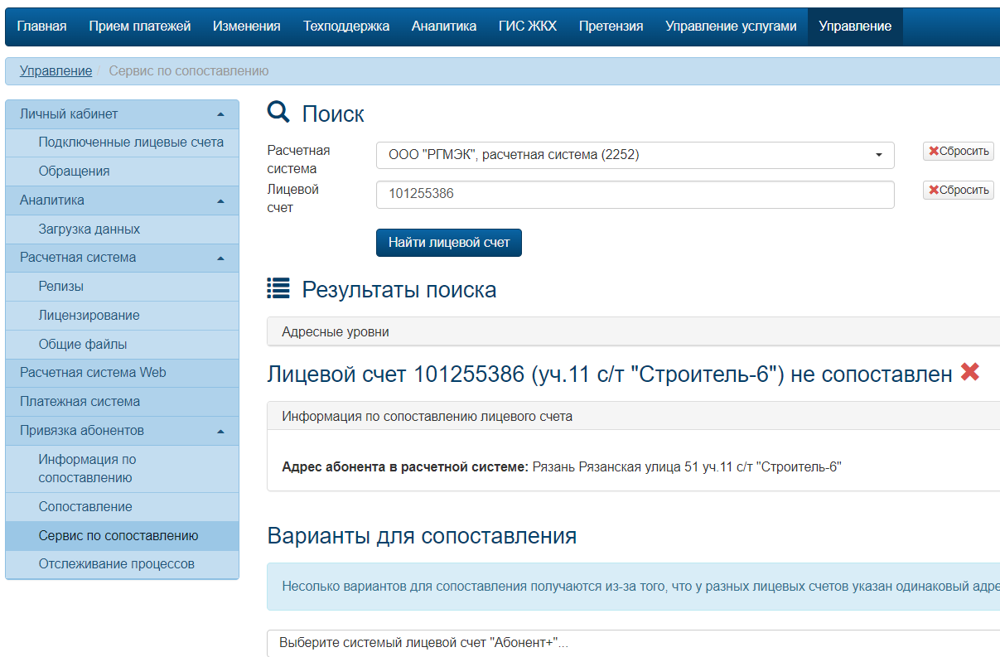 Главная Прием платежей Изменения Техподдержка Аналитика ГИС ЖКХ Претензия Управление услугами Управление
Управление / Сервис по сопоставлению
Личный кабинет
Подключенные лицевые счета
Обращения
Аналитика
Загрузка данных
Расчетная система
Релизы
Лицензирование
Общие файлы
Расчетная система Web
Платежная система
Привязка абонентов
Информация по
сопоставлению
Сопоставление
Сервис по сопоставлению
Отслеживание процессов
Поиск
Расчетная
система
ООО "РГМЭК", расчетная система (2252)
Сбросить
Лицевой
счет
101255386
Сбросить
Найти лицевой счет
Результаты поиска
Адресные уровни
Лицевой счет 101255386 (уч.11 с/т "Строитель-6") не сопоставлен
Информация по сопоставлению лицевого счета
Адрес абонента в расчетной системе: Рязань Рязанская улица 51 уч.11 с/т "Строитель-6"
Варианты для сопоставления
Несолько вариантов для сопоставления получаются из-за того, что у разных лицевых счетов указан одинаковый адре
Выберите системый лицевой счет "Абонент+"...